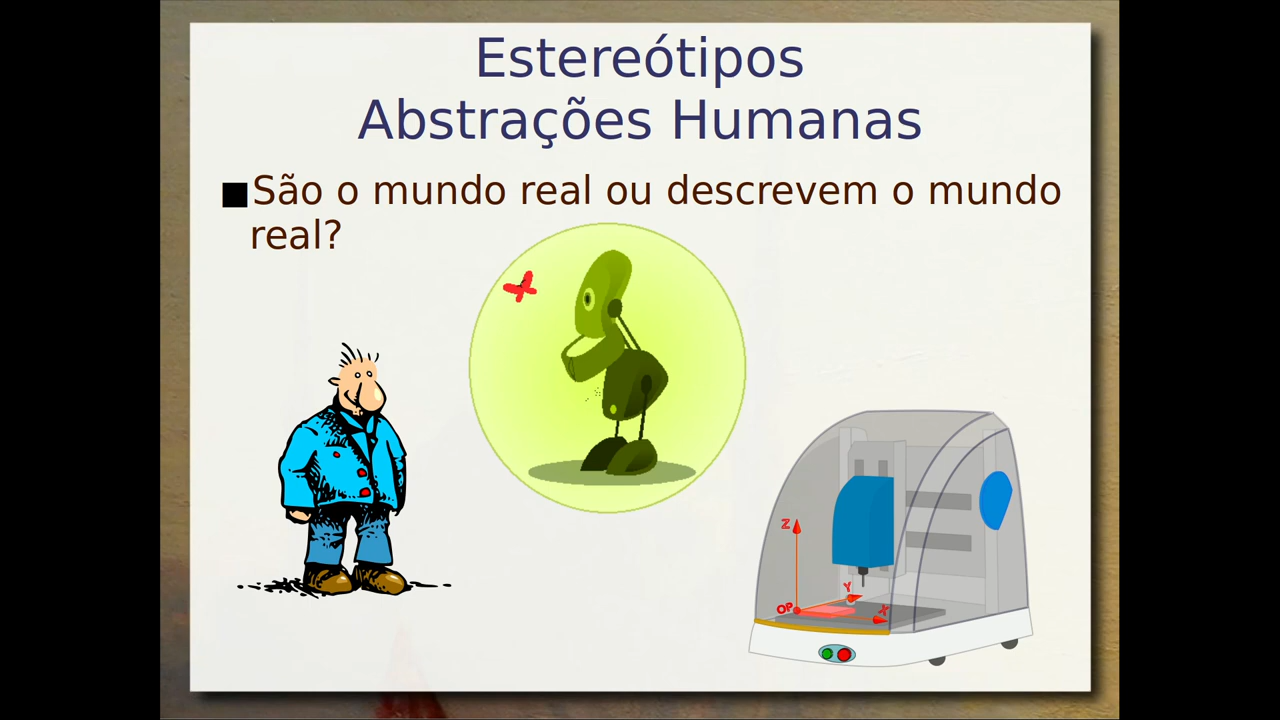 Estereótipos
Abstrações Humanas
São o mundo real ou descrevem o mundo
real?
Z
Y
OP
X